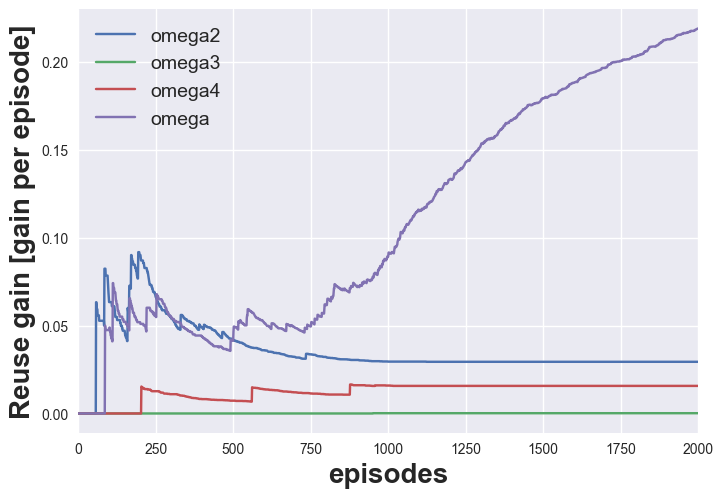 omega2
omega3
omega4
omega
Reuse gain [gain per episode]
0.20
0.15
0.10
0.05
0.00
0 250 500 750 1000 1250 1500 1750 2000
episodes